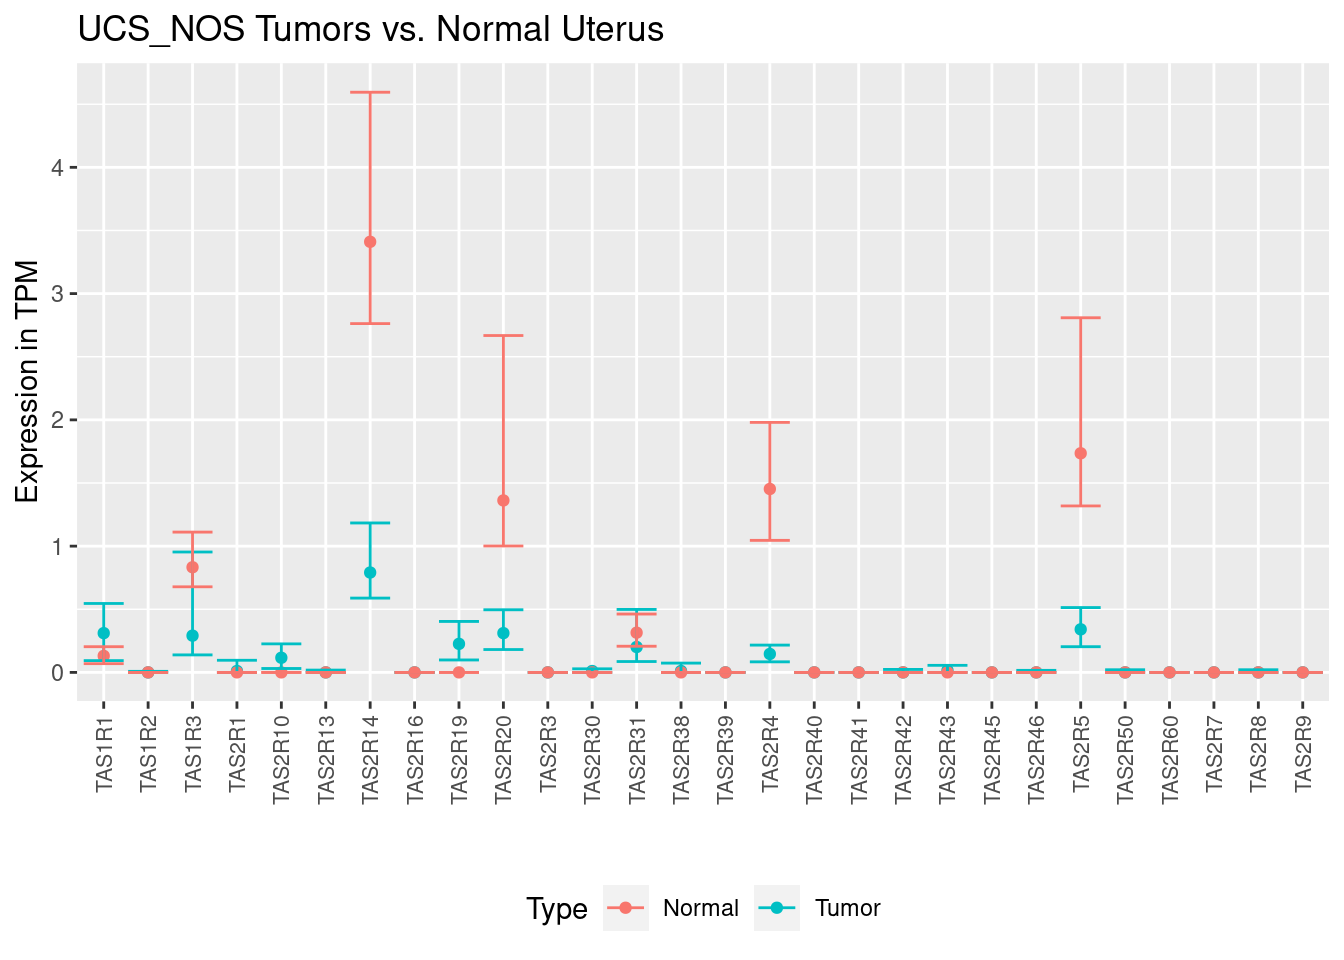 UCS_NOS Tumors vs. Normal Uterus
Expression in TPM
4
3
2
1
0
TAS1R1
TAS1R2
TAS1R3
TAS2R1
TAS2R10
TAS2R13
TAS2R14
TAS2R16
TAS2R19
TAS2R20
TAS2R3
TAS2R30
TAS2R31
TAS2R38
TAS2R39
TAS2R4
TAS2R40
TAS2R41
TAS2R42
TAS2R43
TAS2R45
TAS2R46
TAS2R5
TAS2R50
TAS2R60
TAS2R7
TAS2R8
TAS2R9
Type Normal Tumor